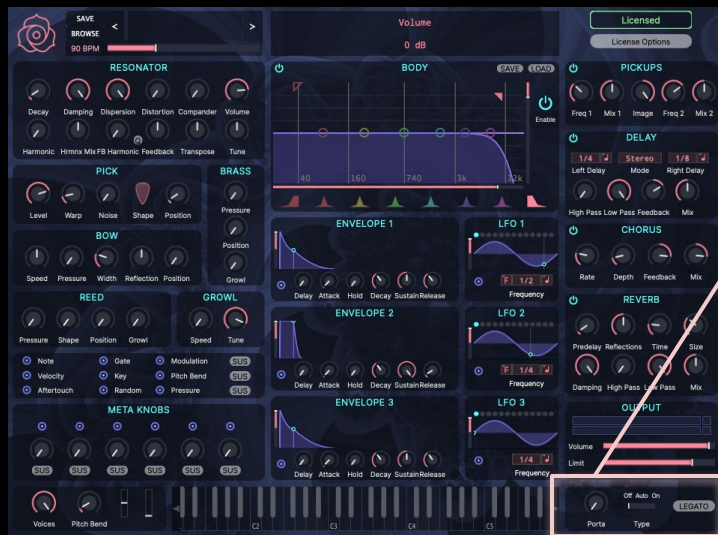 SAVE
BROWSE
90 BPM
<
>
Volume
0 dB
Licensed
License Options
RESONATOR
Decay Damping Dispersion Distortion Compander Volume
Harmonic Hrmnx Mix FB Harmonic Feedback Transpose Tune
BODY
SAVE LOAD
Enable
40 160 740 3k 12k
PICKUPS
Freq 1 Mix 1 Image Freq 2 Mix 2
DELAY
1/4 Stereo 1/8
Left Delay Mode Right Delay
High Pass Low Pass Feedback Mix
PICK
Level Warp Noise Shape Position
BRASS
Pressure
Position
Growl
BOW
Speed Pressure Width Reflection Position
ENVELOPE 1
Delay Attack Hold Decay Sustain Release
LFO 1
F 1/2
Frequency
CHORUS
Rate Depth Feedback Mix
REED
Pressure Shape Position Growl
GROWL
Speed Tune
ENVELOPE 2
Delay Attack Hold Decay Sustain Release
LFO 2
F 1/4
Frequency
REVERB
Predelay Reflections Time Size
Damping High Pass Low Pass Mix
Note Gate Modulation SUS
Velocity Key Pitch Bend SUS
Aftertouch Random Pressure SUS
META KNOBS
SUS SUS SUS SUS SUS SUS
ENVELOPE 3
Delay Attack Hold Decay Sustain Release
LFO 3
1/4
Frequency
OUTPUT
Volume
Limit
Voices Pitch Bend
C2 C3 C4 C5
Off Auto On
LEGATO
Porta Type